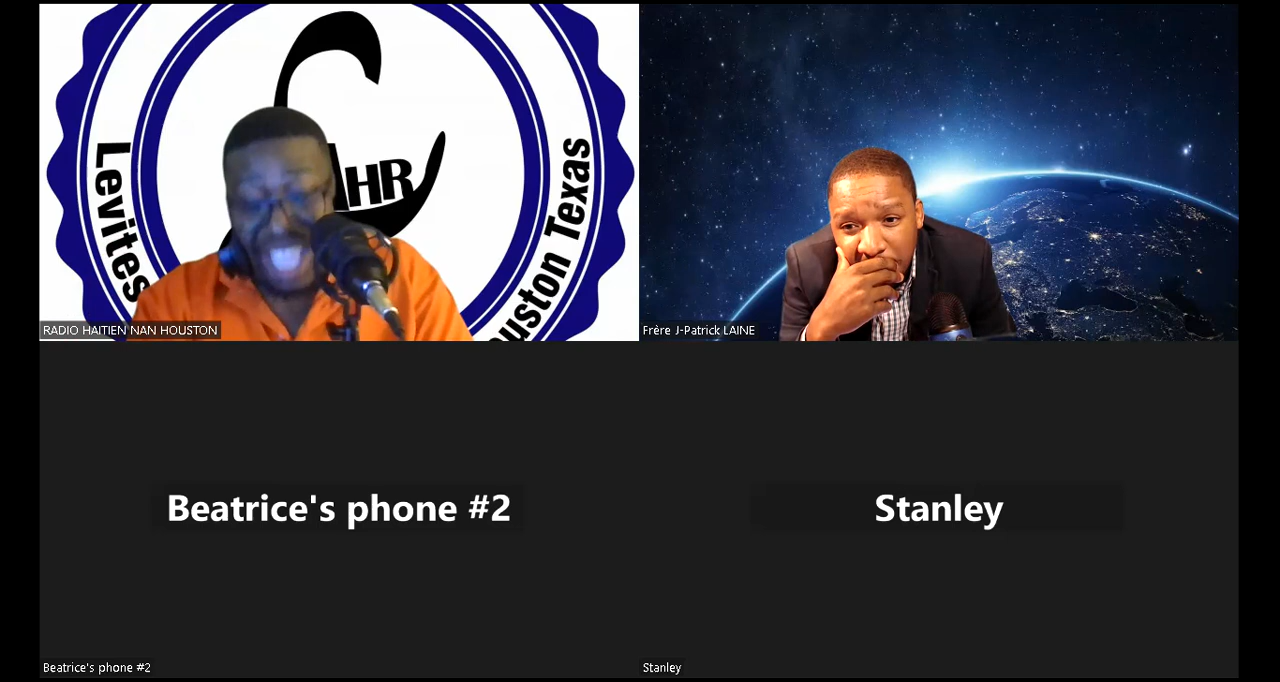 Levites
HR
Houston Texas
RADIO HAITIEN NAN HOUSTON
Frère J-Patrick LAINE
Beatrice's phone #2
Stanley
Beatrice's phone #2
Stanley